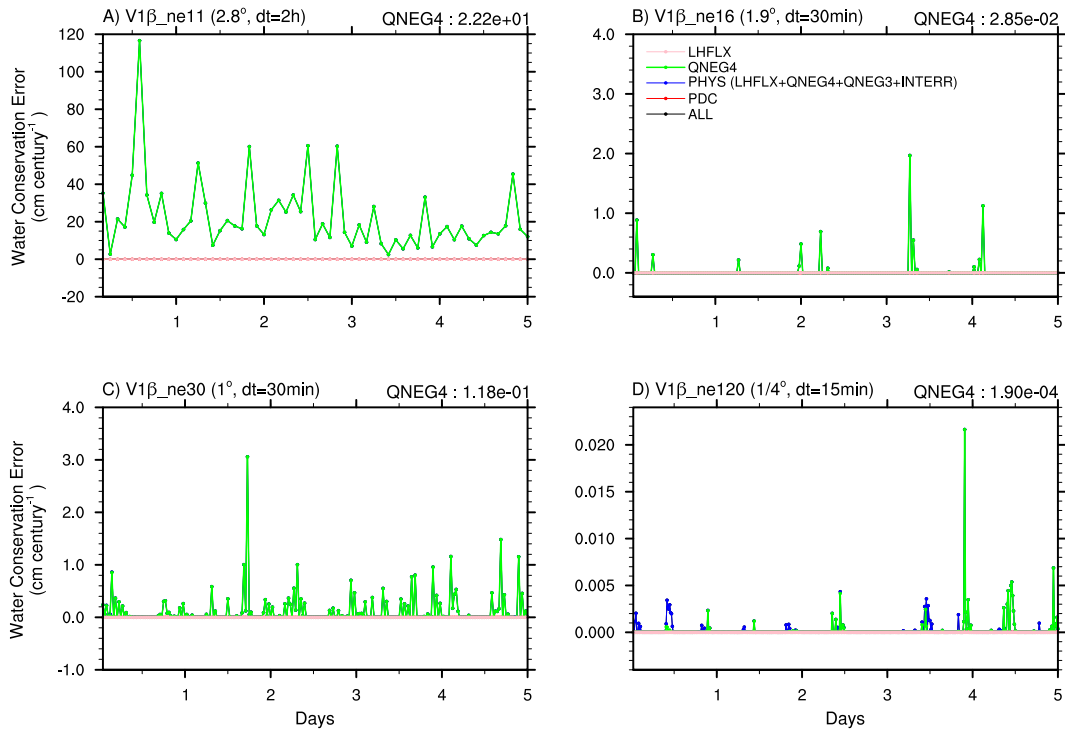 A) V1β_ne11 (2.8°, dt=2h) QNEG4 : 2.22e+01
Water Conservation Error
(cm century⁻¹)
120
100
80
60
40
20
0
-20
1 2 3 4 5
B) V1β_ne16 (1.9°, dt=30min) QNEG4 : 2.85e-02
4.0
3.0
2.0
1.0
0.0
LHFLX
QNEG4
PHYS (LHFLX+QNEG4+QNEG3+INTERR)
PDC
ALL
1 2 3 4 5
C) V1β_ne30 (1°, dt=30min) QNEG4 : 1.18e-01
Water Conservation Error
(cm century⁻¹)
4.0
3.0
2.0
1.0
0.0
-1.0
1 2 3 4 5
Days
D) V1β_ne120 (1/4°, dt=15min) QNEG4 : 1.90e-04
0.020
0.015
0.010
0.005
0.000
1 2 3 4 5
Days